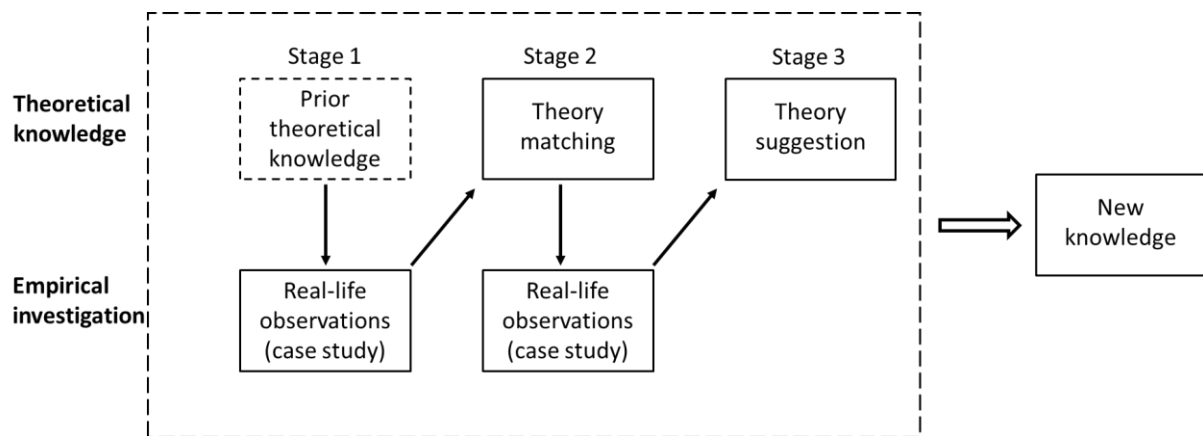 Stage 1
Stage 2
Stage 3
Theoretical
knowledge
Prior
theoretical
knowledge
Theory
matching
Theory
suggestion
New
knowledge
Empirical
investigation
Real-life
observations
(case study)
Real-life
observations
(case study)